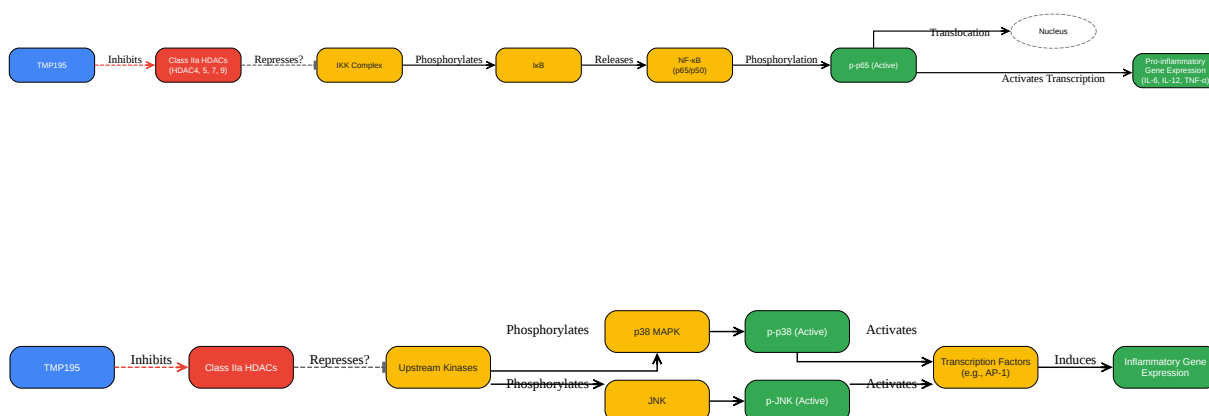 TMP195
Inhibits
Class IIa HDACs
(HDAC4, 5, 7, 9)
Represses?
IKK Complex
Phosphorylates
IκB
Releases
NF-κB
(p65/p50)
Phosphorylation
p-p65 (Active)
Translocation
Nucleus
Activates Transcription
Pro-inflammatory
Gene Expression
(IL-6, IL-12, TNF-α)
TMP195
Inhibits
Class IIa HDACs
Represses?
Upstream Kinases
Phosphorylates
p38 MAPK
p-p38 (Active)
Activates
Phosphorylates
JNK
p-JNK (Active)
Activates
Transcription Factors
(e.g., AP-1)
Induces
Inflammatory Gene
Expression